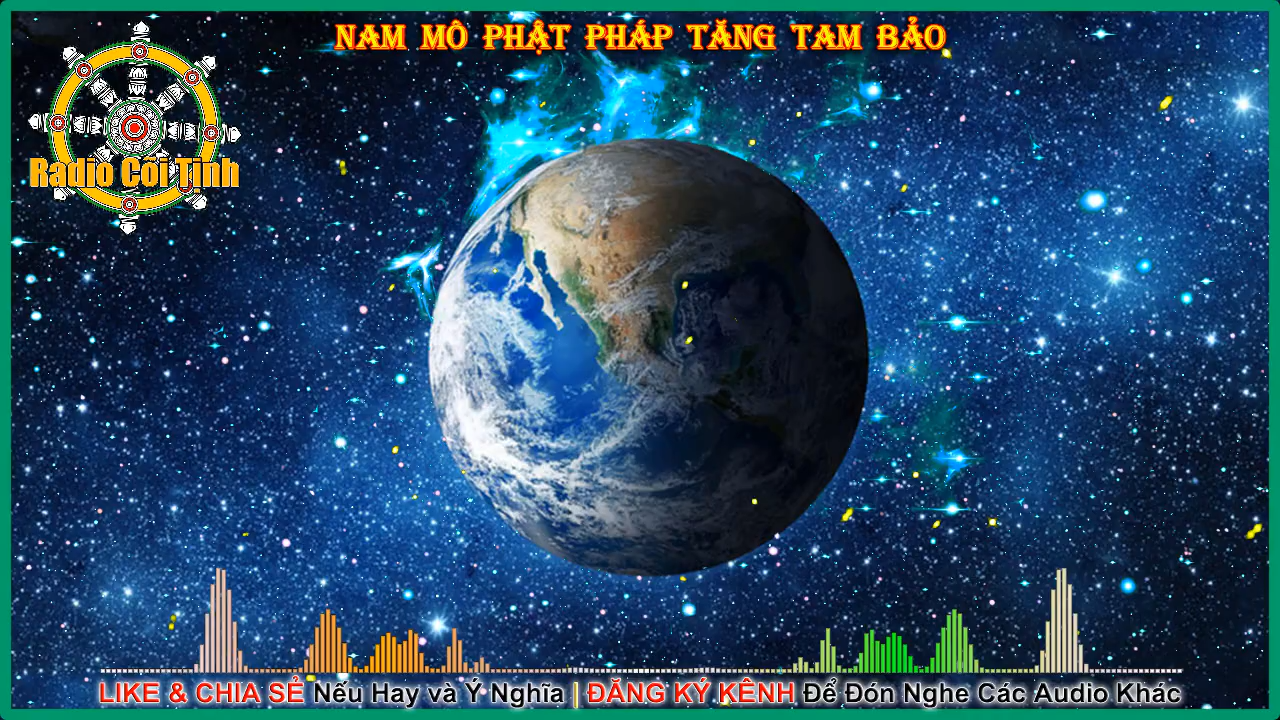 NAM MÔ PHẬT PHÁP TĂNG TAM BẢO
Radio Cõi Tịnh
LIKE & CHIA SẺ Nếu Hay và Ý Nghĩa | ĐĂNG KÝ KÊNH Để Đón Nghe Các Audio Khác